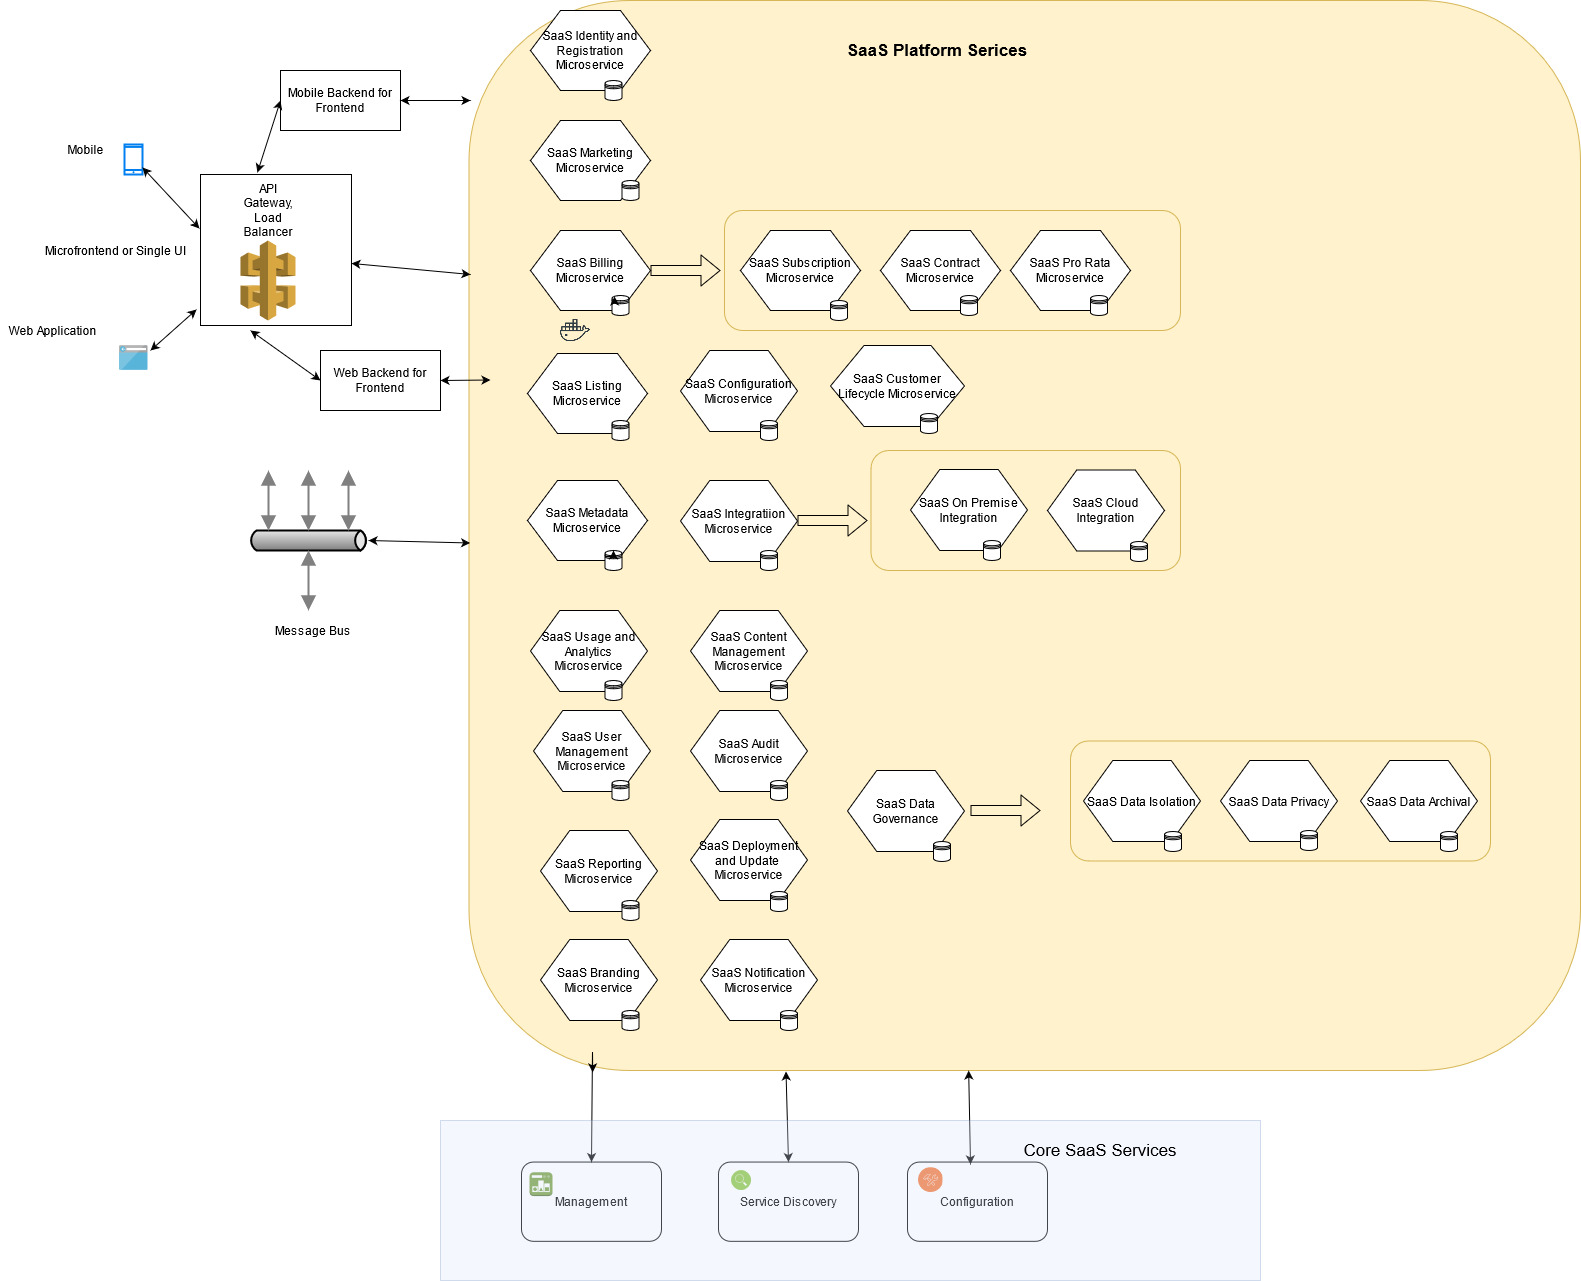 SaaS Platform Serices
SaaS Identity and
Registration
Microservice
Mobile Backend for
Frontend
Mobile
SaaS Marketing
Microservice
API
Gateway,
Load
Balancer
Microfrontend or Single UI
SaaS Billing
Microservice
SaaS Subscription
Microservice
SaaS Contract
Microservice
SaaS Pro Rata
Microservice
Web Application
Web Backend for
Frontend
SaaS Listing
Microservice
SaaS Configuration
Microservice
SaaS Customer
Lifecycle Microservice
SaaS Metadata
Microservice
SaaS Integratiion
Microservice
SaaS On Premise
Integration
SaaS Cloud
Integration
Message Bus
SaaS Usage and
Analytics
Microservice
SaaS Content
Management
Microservice
SaaS User
Management
Microservice
SaaS Audit
Microservice
SaaS Data
Governance
SaaS Data Isolation
SaaS Data Privacy
SaaS Data Archival
SaaS Reporting
Microservice
SaaS Deployment
and Update
Microservice
SaaS Branding
Microservice
SaaS Notification
Microservice
Core SaaS Services
Management
Service Discovery
Configuration